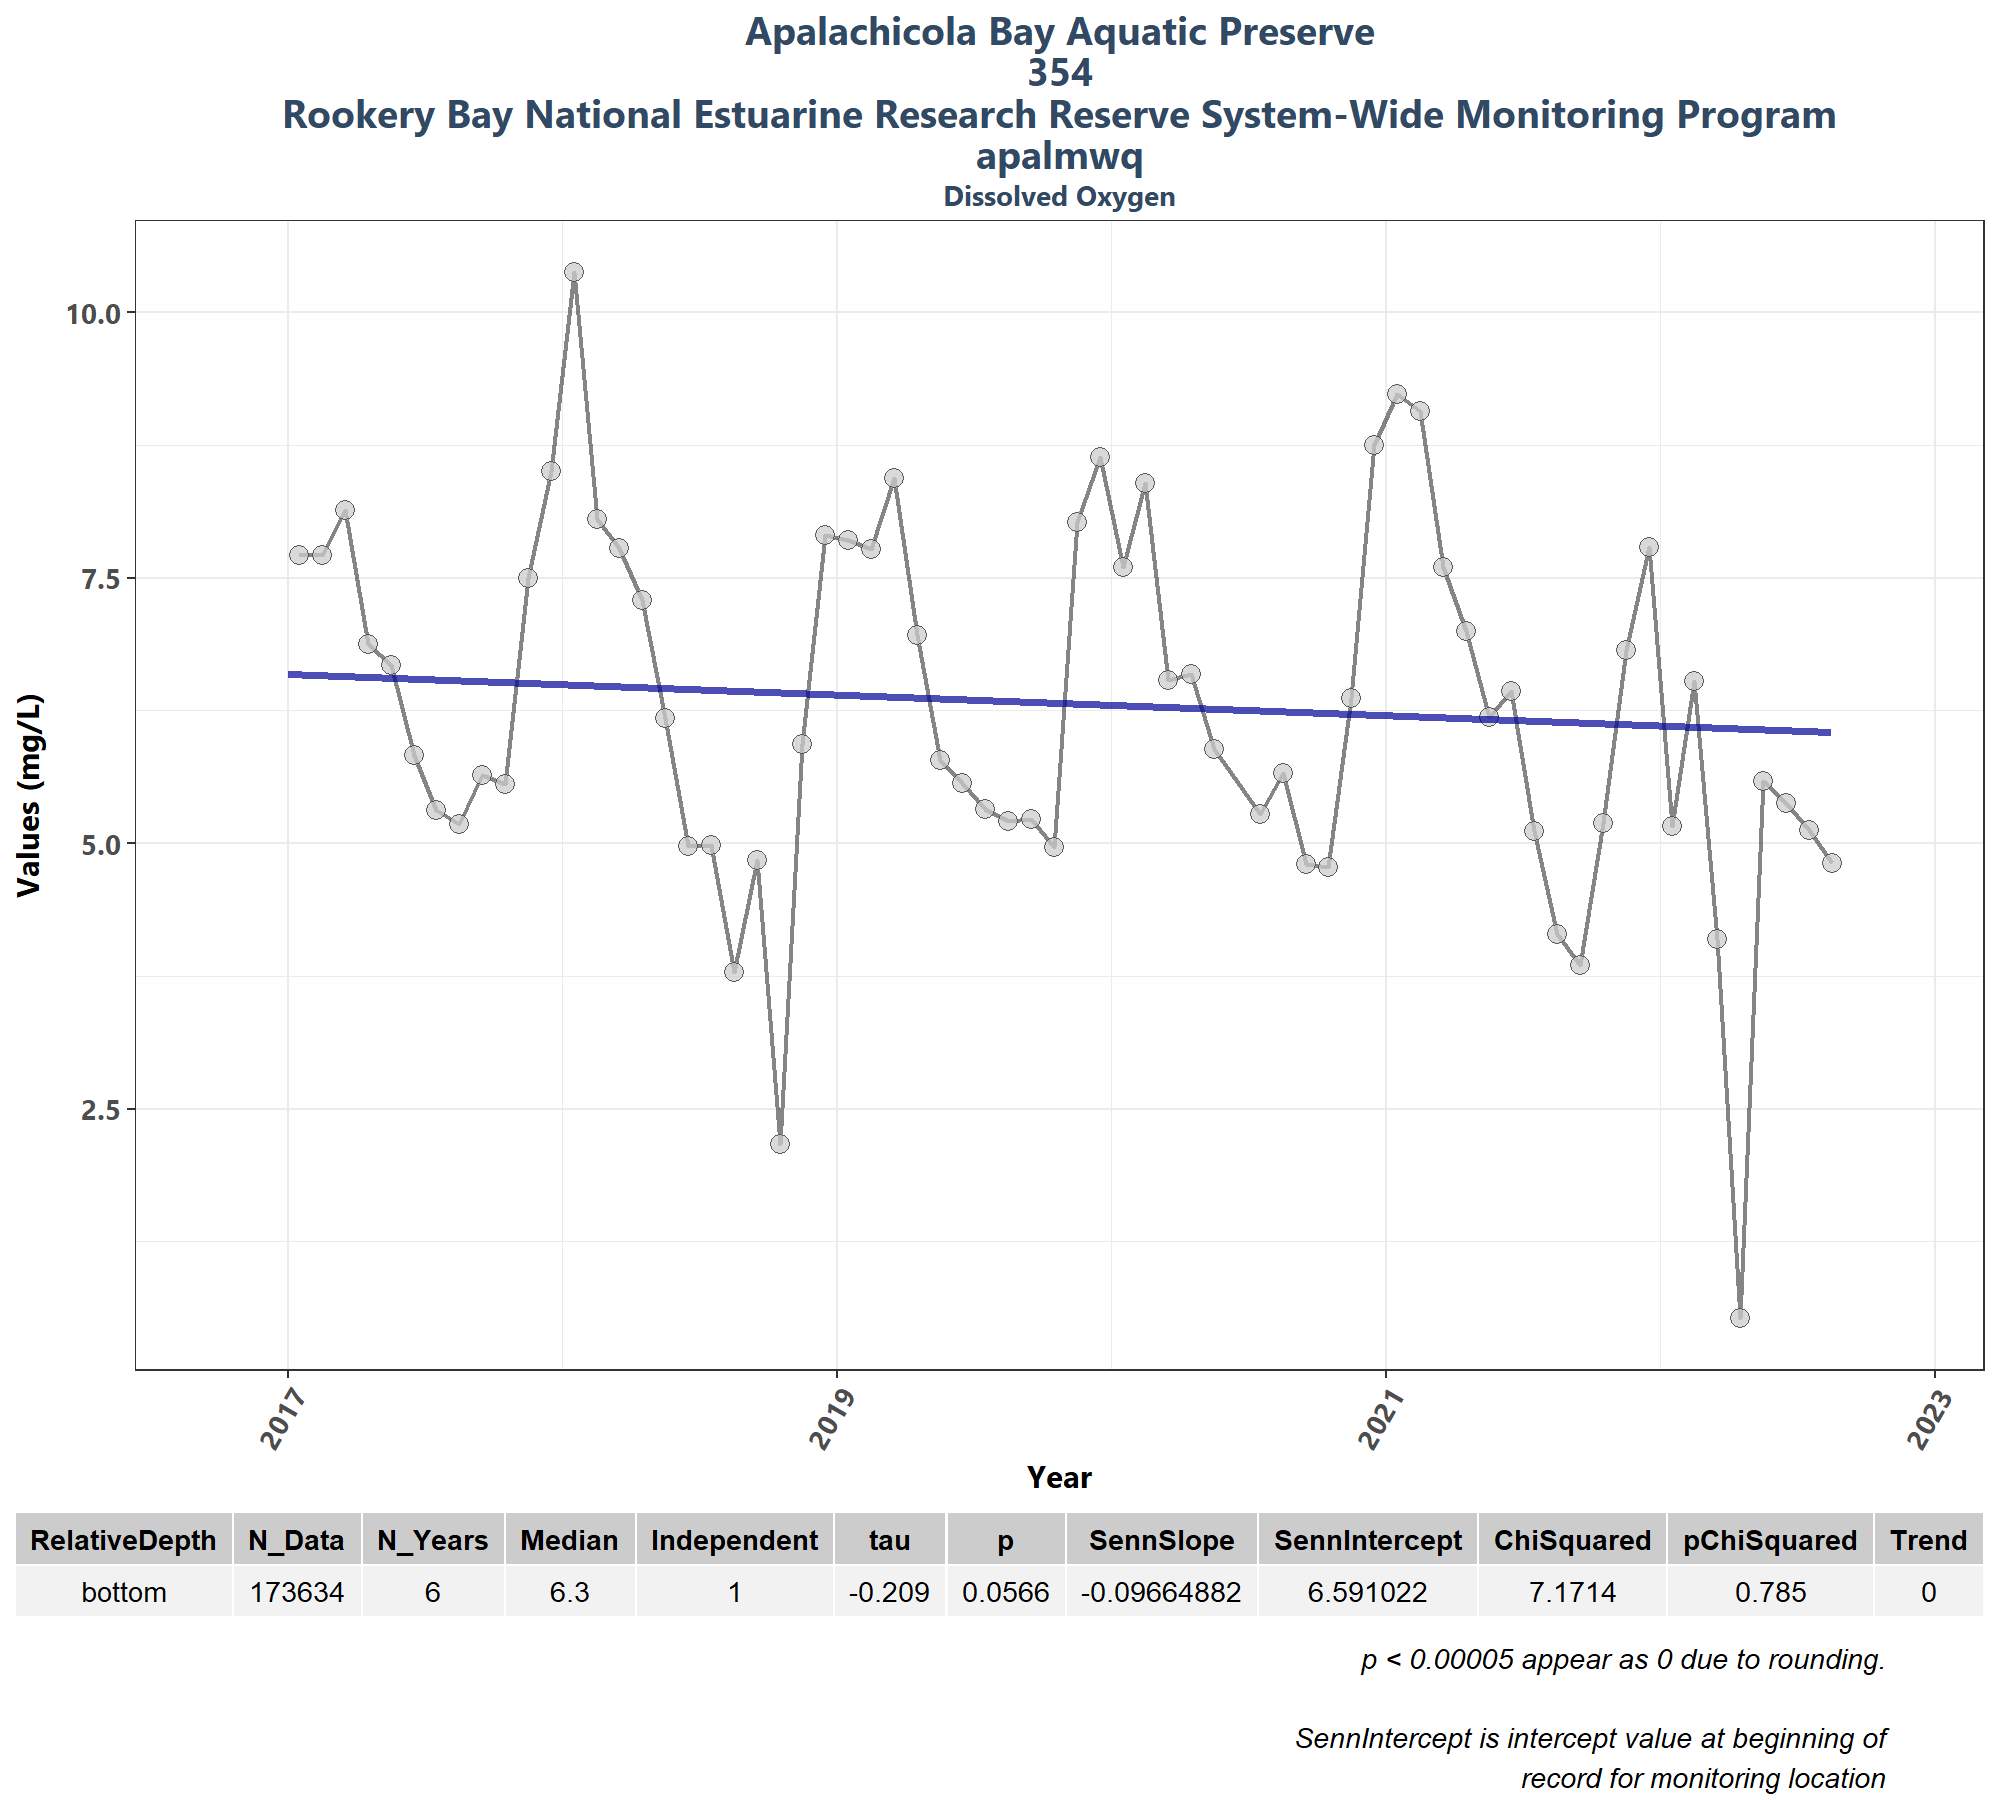 Apalachicola Bay Aquatic Preserve
354
Rookery Bay National Estuarine Research Reserve System-Wide Monitoring Program
apalmwq
Dissolved Oxygen
10.0
7.5
5.0
2.5
Values (mg/L)
2017 2019 2021 2023
Year
RelativeDepth N_Data N_Years Median Independent tau p SennSlope SennIntercept ChiSquared pChiSquared Trend
bottom 173634 6 6.3 1 -0.209 0.0566 -0.09664882 6.591022 7.1714 0.785 0
p < 0.00005 appear as 0 due to rounding.
SennIntercept is intercept value at beginning of
record for monitoring location